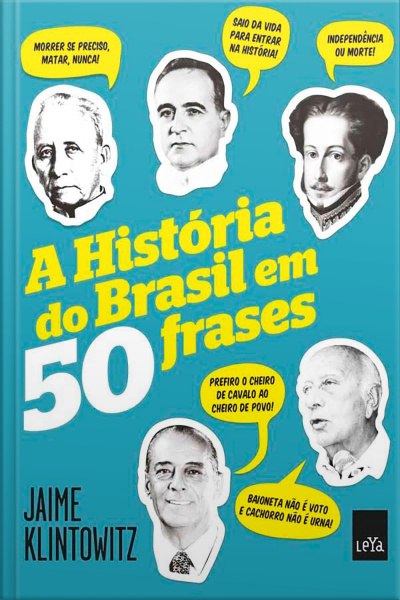 MORRER SE PRECISO,
MATAR, NUNCA!
SAIO DA VIDA
PARA ENTRAR
NA HISTÓRIA!
INDEPENDÊNCIA
OU MORTE!
A História
do Brasil em
50 frases
PREFIRO O CHEIRO
DE CAVALO AO
CHEIRO DE POVO!
BAIONETA NÃO É VOTO
E CACHORRO NÃO É URNA!
JAIME
KLINTOWITZ
LeYa